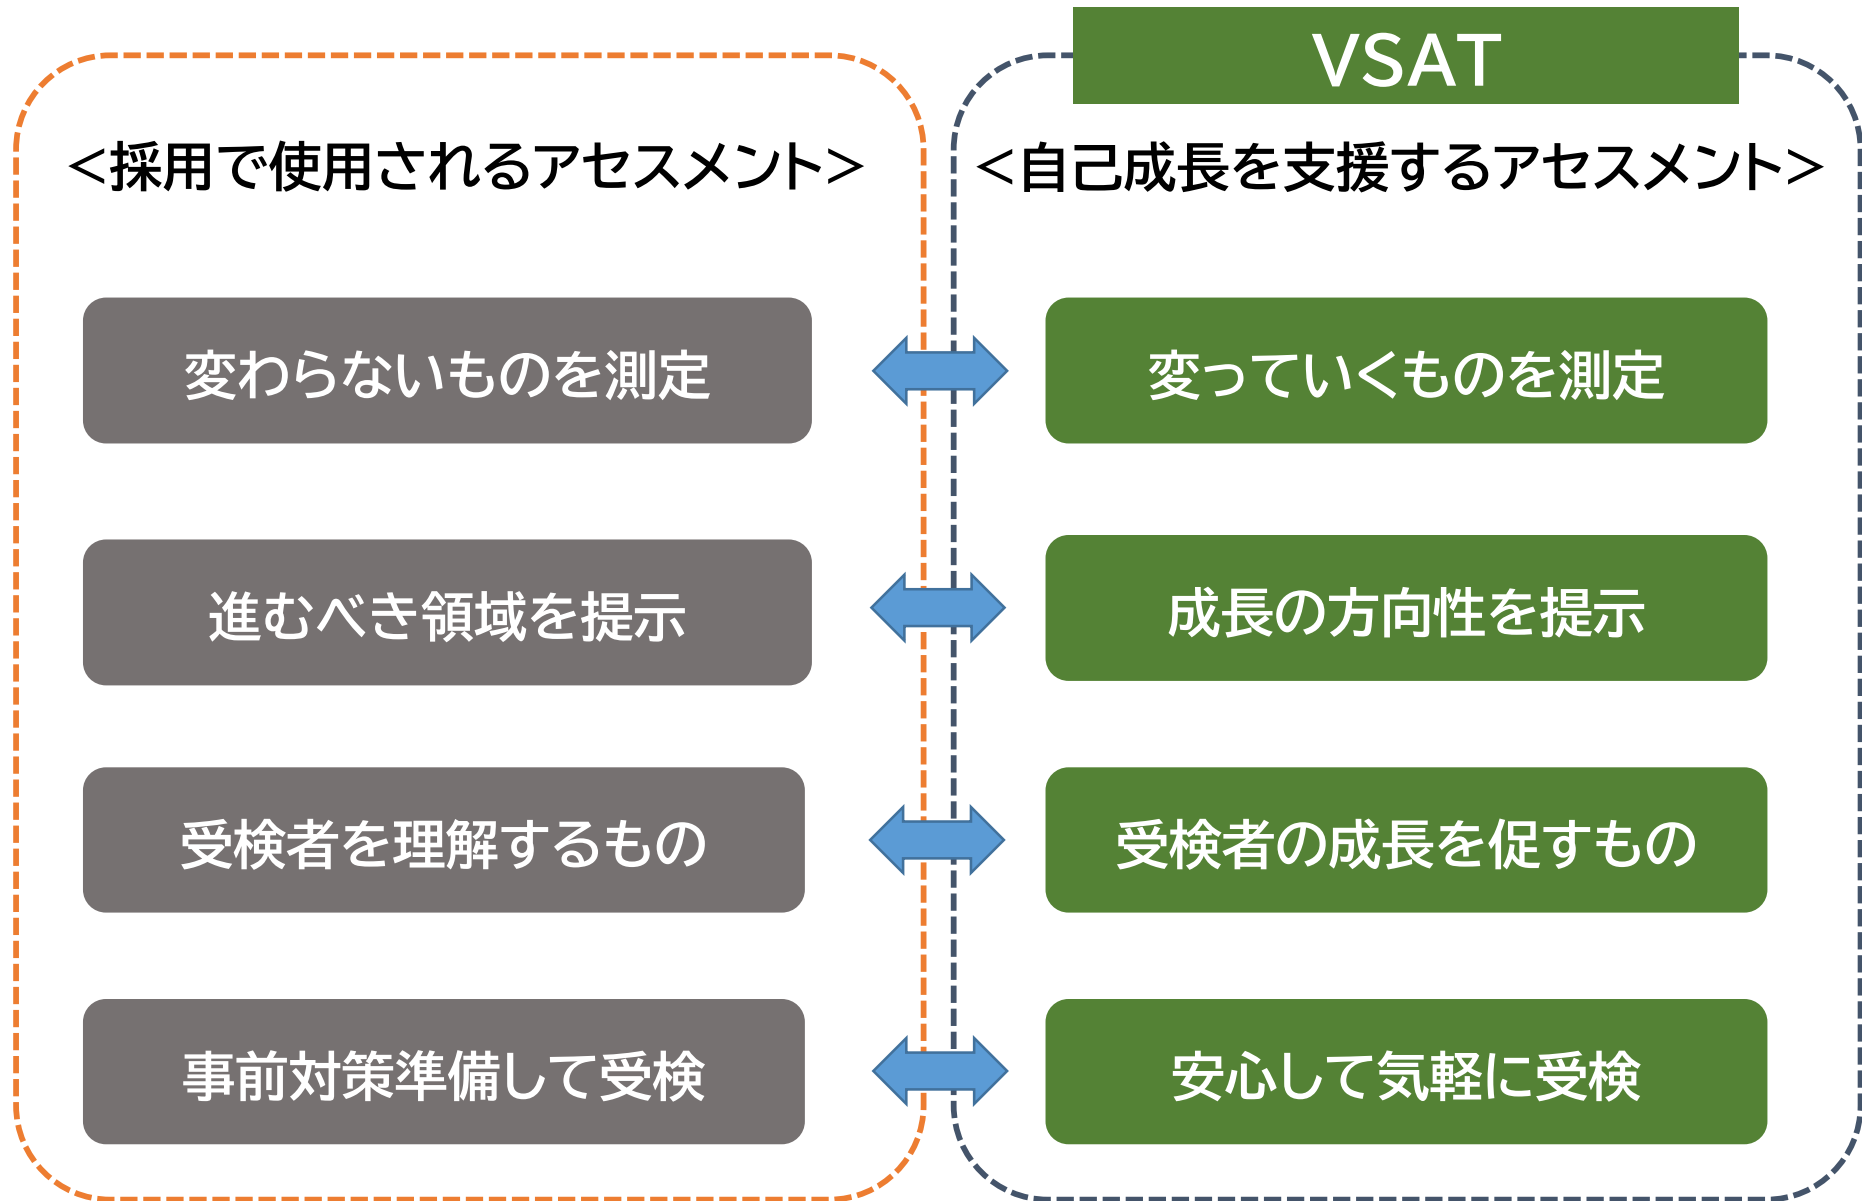 VSAT
＜採用で使用されるアセスメント＞
＜自己成長を支援するアセスメント＞
変わらないものを測定
変っていくものを測定
進むべき領域を提示
成長の方向性を提示
受検者を理解するもの
受検者の成長を促すもの
事前対策準備して受検
安心して気軽に受検